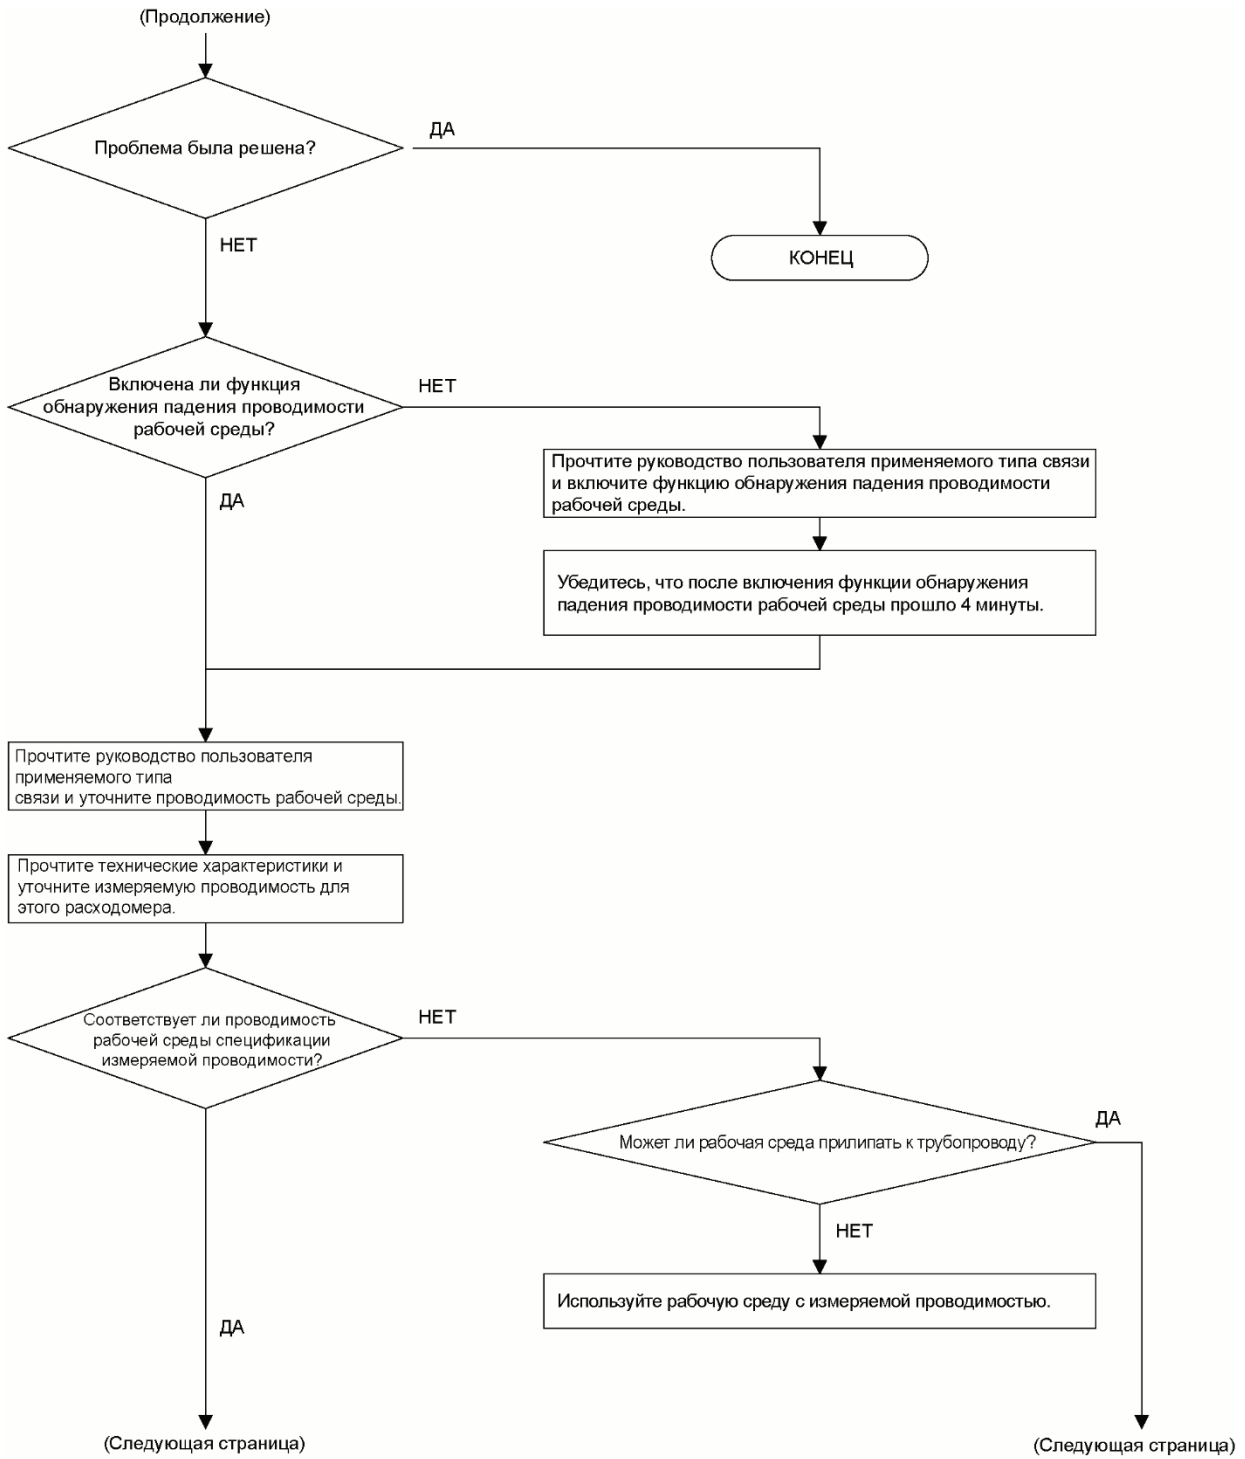 (Продолжение)
Проблема была решена?
ДА
НЕТ
КОНЕЦ
Включена ли функция
обнаружения падения проводимости
рабочей среды?
НЕТ
Прочтите руководство пользователя применяемого типа связи
и включите функцию обнаружения падения проводимости
рабочей среды.
ДА
Убедитесь, что после включения функции обнаружения
падения проводимости рабочей среды прошло 4 минуты.
Прочтите руководство пользователя
применяемого типа
связи и уточните проводимость рабочей среды.
Прочтите технические характеристики и
уточните измеряемую проводимость для
этого расходомера.
Соответствует ли проводимость
рабочей среды спецификации
измеряемой проводимости?
НЕТ
Может ли рабочая среда прилипать к трубопроводу?
ДА
НЕТ
Используйте рабочую среду с измеряемой проводимостью.
ДА
(Следующая страница)
(Следующая страница)